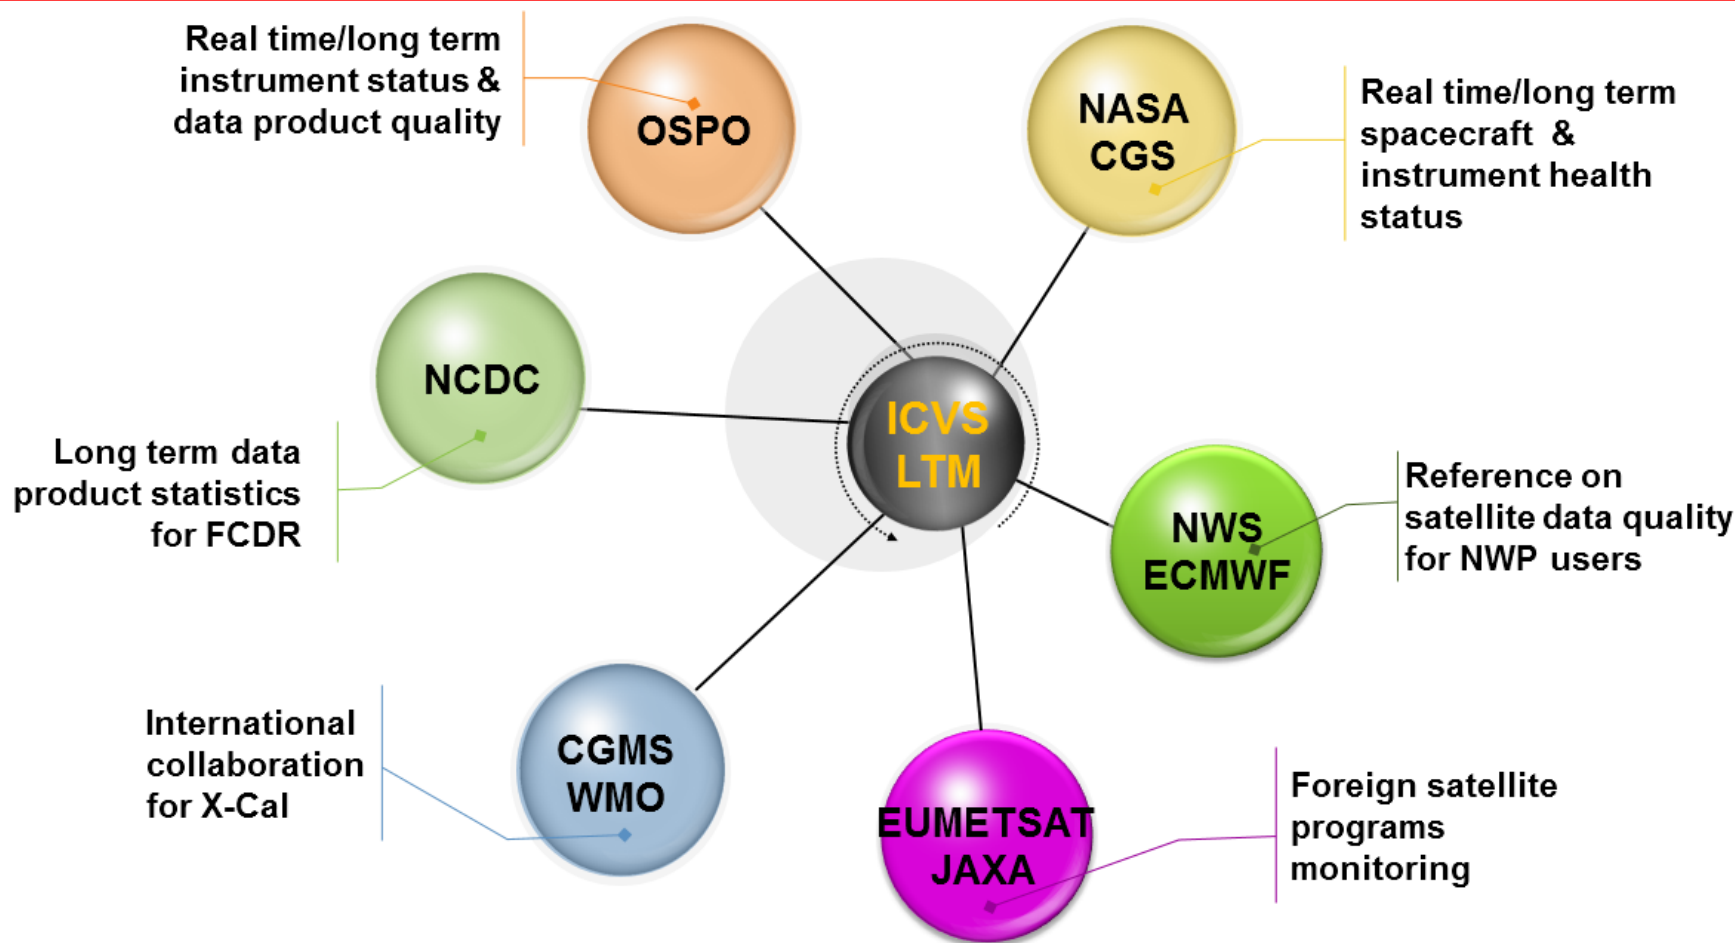 Real time/long term
instrument status &
data product quality
OSPO
NASA
CGS
Real time/long term
spacecraft &
instrument health
status
NCDC
Long term data
product statistics
for FCDR
ICVS
LTM
NWS
ECMWF
Reference on
satellite data quality
for NWP users
International
collaboration
for X-Cal
CGMS
WMO
EUMETSAT
JAXA
Foreign satellite
programs
monitoring